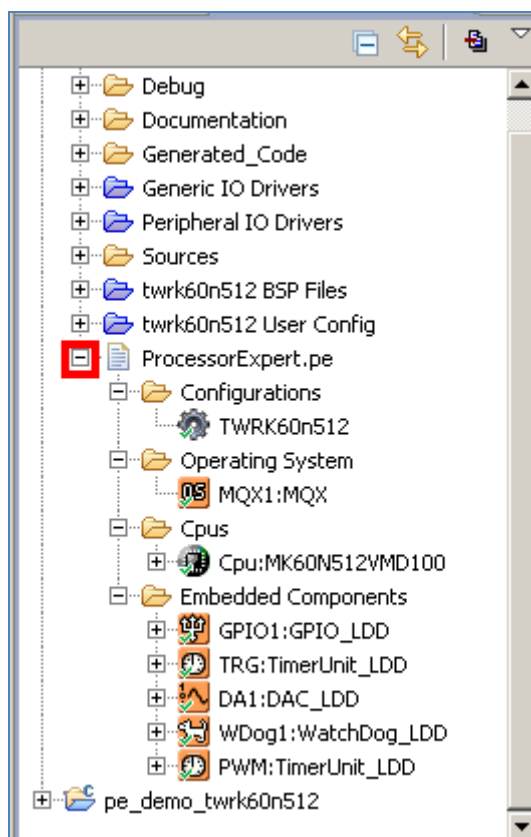 Debug
Documentation
Generated_Code
Generic IO Drivers
Peripheral IO Drivers
Sources
twrk60n512 BSP Files
twrk60n512 User Config
ProcessorExpert.pe
Configurations
TWRK60n512
Operating System
OS MQX1:MQX
Cpus
Cpu:MK60N512VMD100
Embedded Components
GPIO1:GPIO_LDD
TRG:TimerUnit_LDD
DA1:DAC_LDD
WDog1:WatchDog_LDD
PWM:TimerUnit_LDD
C pe_demo_twrk60n512